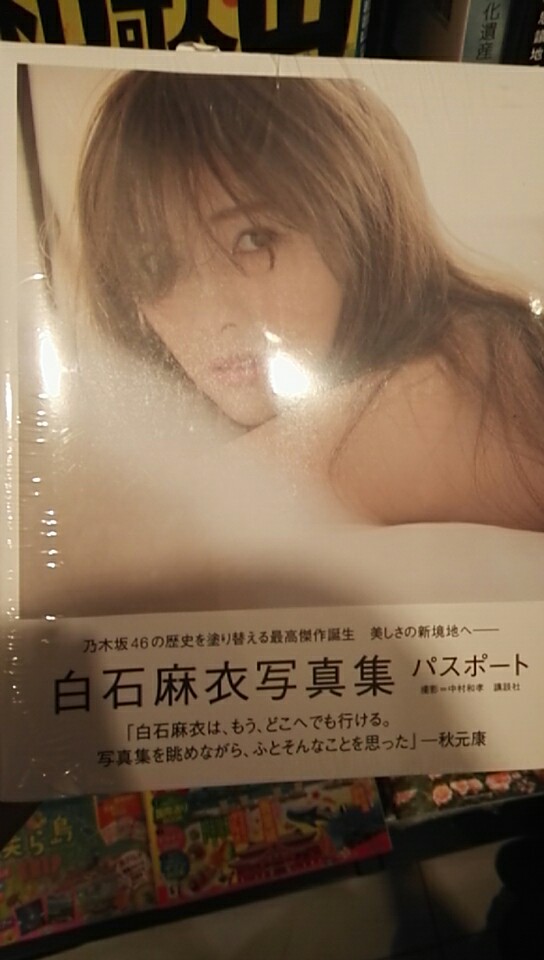 化遺産
乃木坂46の歴史を塗り替える最高傑作誕生　美しさの新境地へ――
白石麻衣写真集 パスポート
撮影=中村和孝　講談社
「白石麻衣は、もう、どこへでも行ける。
写真集を眺めながら、ふとそんなことを思った」―秋元康